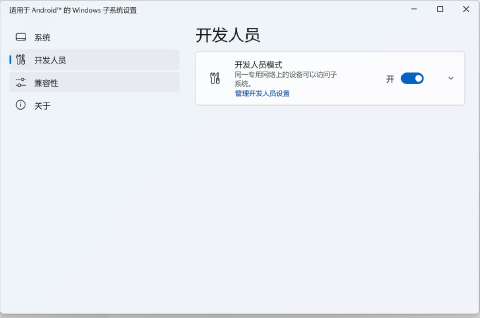 适用于 Android™ 的 Windows 子系统设置
系统
开发人员
兼容性
关于
开发人员
开发人员模式
同一专用网络上的设备可以访问子
系统。
管理开发人员设置
开